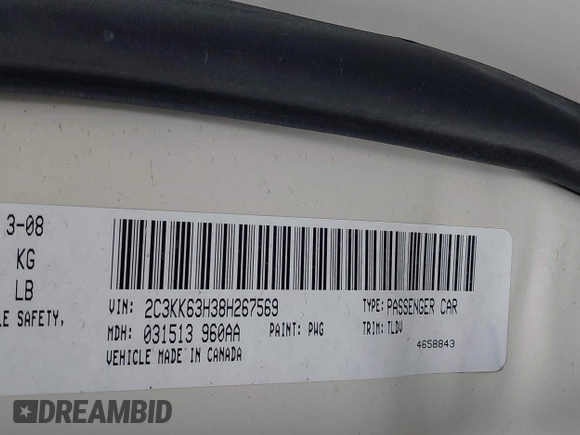 3-08
KG
LB
LE SAFETY,
VIN: 2C3KK63H38H267569 TYPE: PASSENGER CAR
MDH: 031513 960AA PAINT: PWG TRIM: TLDV
VEHICLE MADE IN CANADA 4658843
DREAMBID